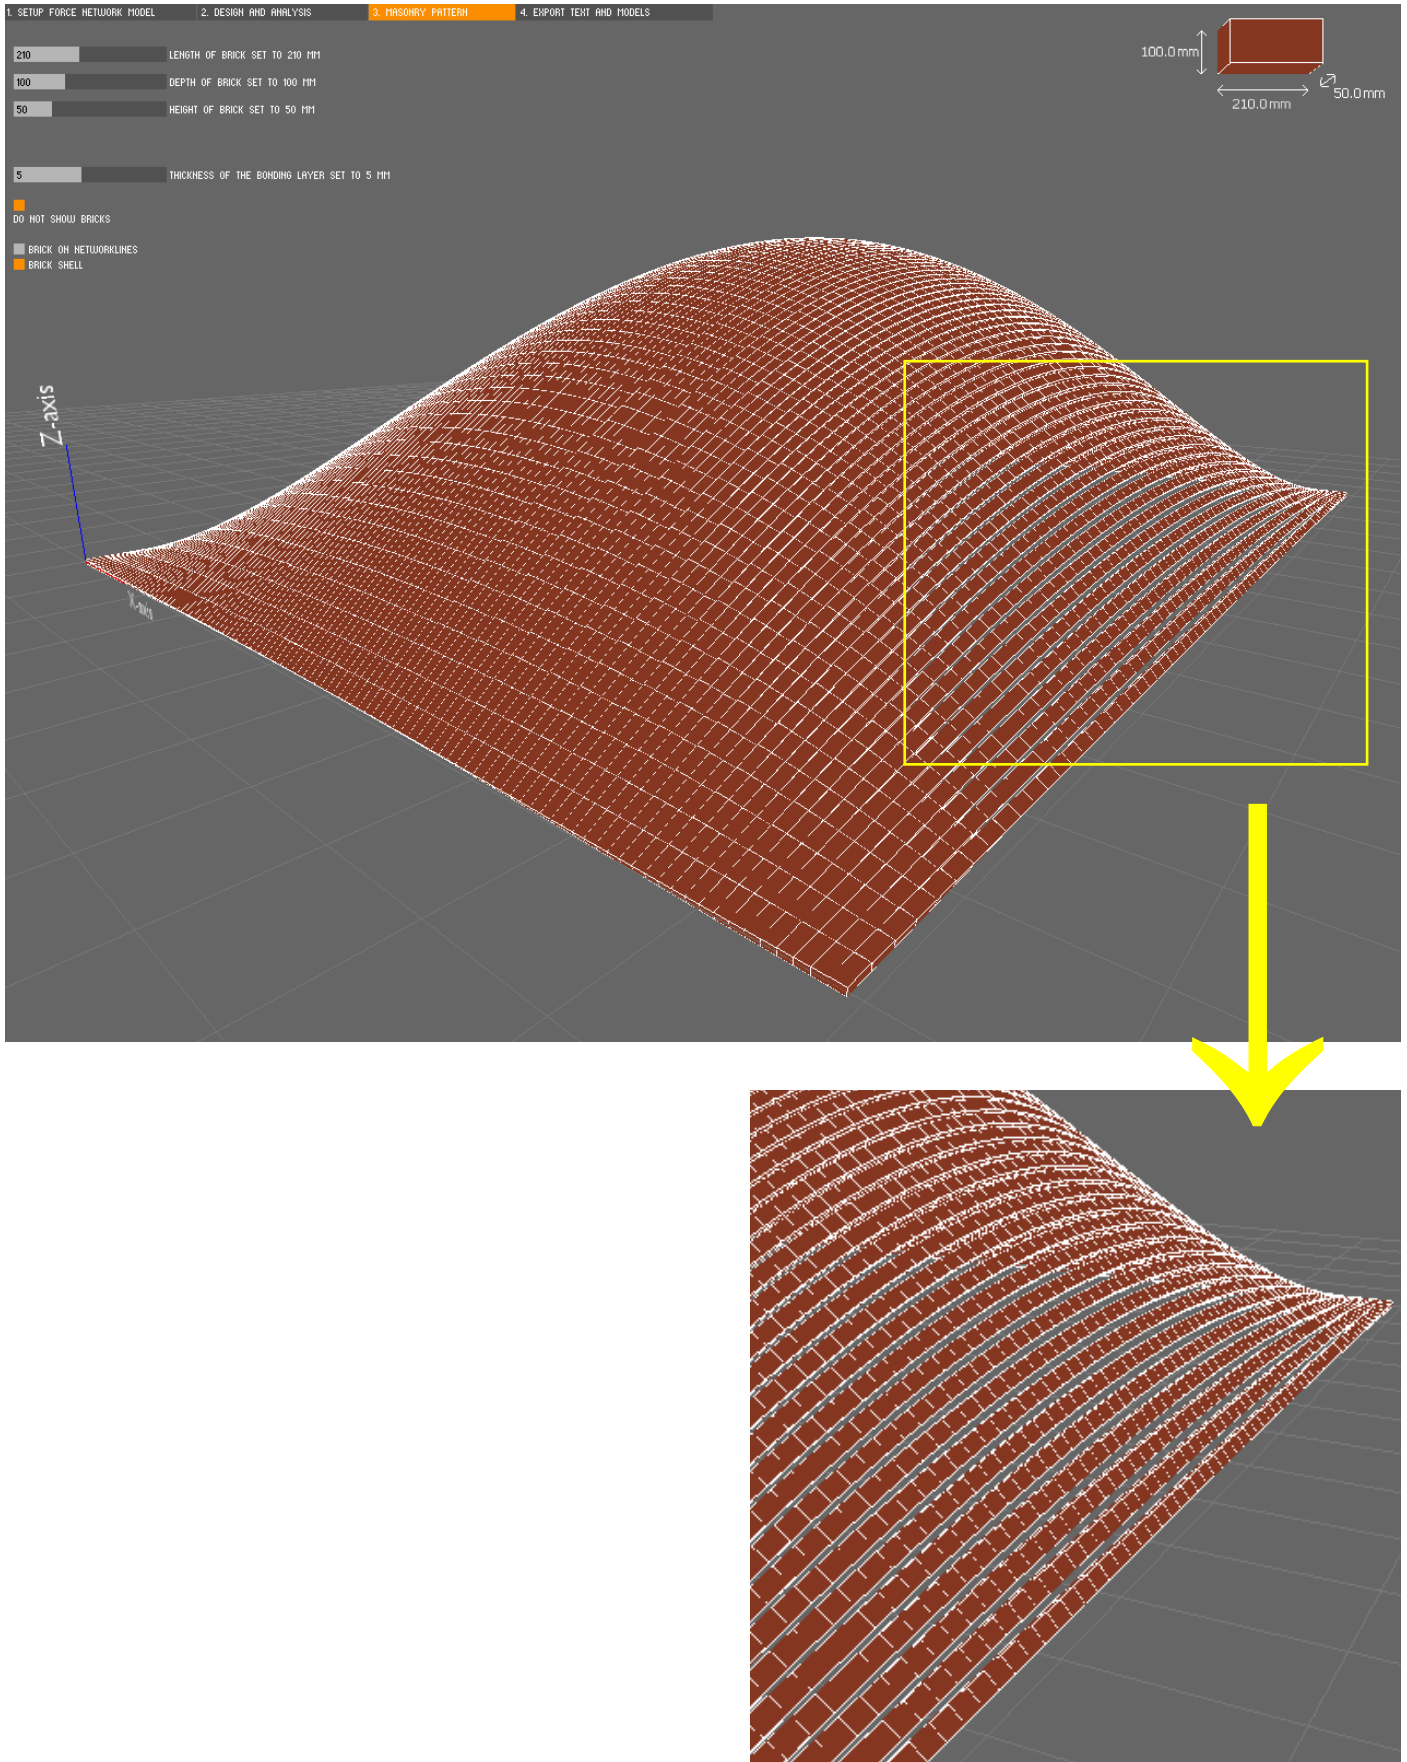 1. SETUP FORCE NETWORK MODEL
2. DESIGN AND ANALYSIS
3. MASONRY PATTERN
4. EXPORT TEXT AND MODELS
210 LENGTH OF BRICK SET TO 210 MM
100 DEPTH OF BRICK SET TO 100 MM
50 HEIGHT OF BRICK SET TO 50 MM
5 THICKNESS OF THE BONDING LAYER SET TO 5 MM
DO NOT SHOW BRICKS
BRICK ON NETWORKLINES
BRICK SHELL
100.0mm
50.0mm
210.0mm
Z-axis
X-axis